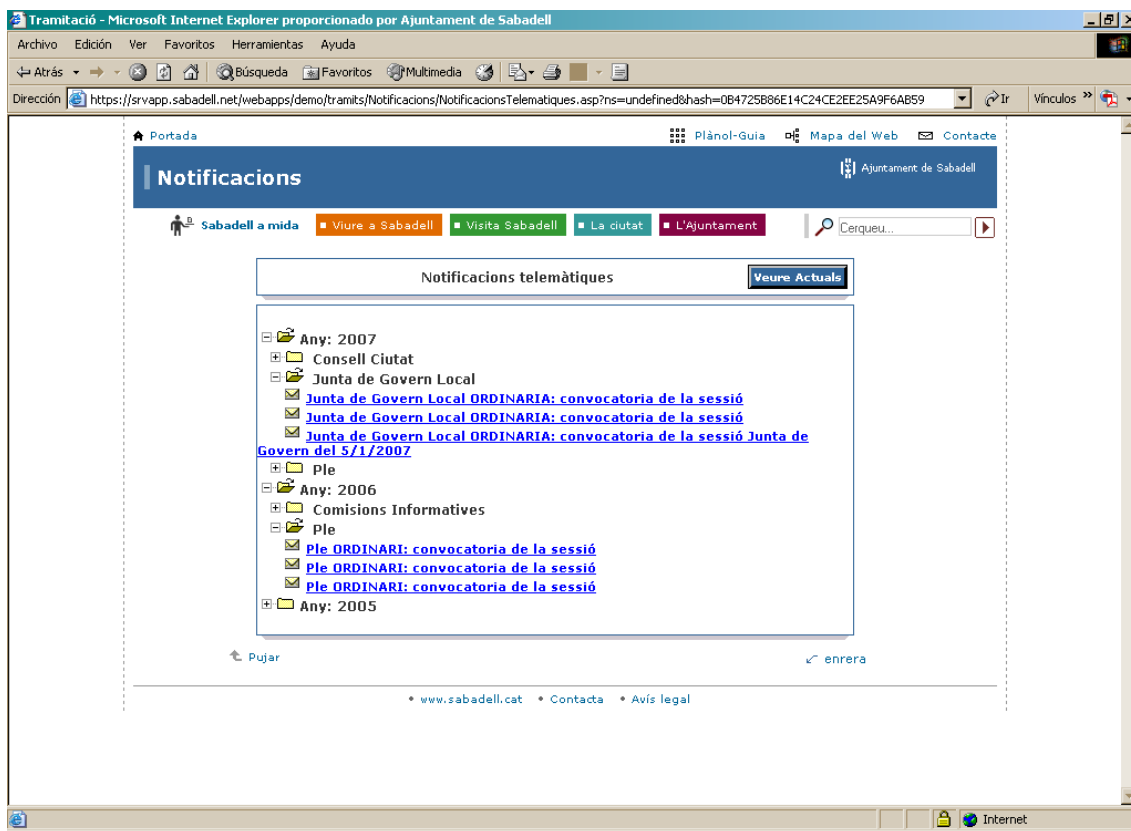 Tramitació - Microsoft Internet Explorer proporcionado por Ajuntament de Sabadell
Archivo Edición Ver Favoritos Herramientas Ayuda
Atrás Búsqueda Favoritos Multimedia
Dirección https://srvapp.sabadell.net/webapps/demo/tramits/Notificacions/NotificacionsTelematiques.asp?ns=undefined&hash=0B4725B86E14C24CE2EE25A9F6AB59 Ir Vínculos »
Portada Plànol-Guia Mapa del Web Contacte
Notificacions Ajuntament de Sabadell
Sabadell a mida Viure a Sabadell Visita Sabadell La ciutat L'Ajuntament Cerqueu...
Notificacions telemàtiques Veure Actuals
Any: 2007
Consell Ciutat
Junta de Govern Local
Junta de Govern Local ORDINARIA: convocatoria de la sessió
Junta de Govern Local ORDINARIA: convocatoria de la sessió
Junta de Govern Local ORDINARIA: convocatoria de la sessió Junta de
Govern del 5/1/2007
Ple
Any: 2006
Comisions Informatives
Ple
Ple ORDINARI: convocatoria de la sessió
Ple ORDINARI: convocatoria de la sessió
Ple ORDINARI: convocatoria de la sessió
Any: 2005
Pujar enrera
• www.sabadell.cat • Contacta • Avís legal
Internet